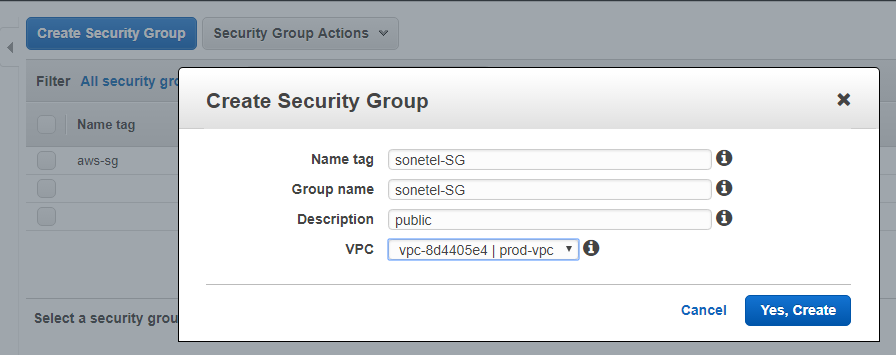 Create Security Group Security Group Actions
Filter All security gro
Name tag
aws-sg
Select a security grou
Create Security Group
Name tag sonetel-SG
Group name sonetel-SG
Description public
VPC vpc-8d4405e4 | prod-vpc
Cancel Yes, Create